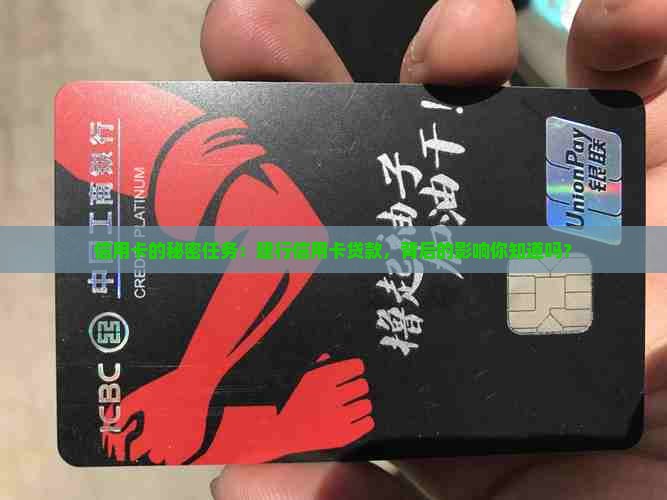 中国工商银行
CREDIT PLATINUM
ICBC
撸起袖子
加油干！
UnionPay
银联
信用卡的秘密任务：建行信用卡贷款，背后的影响你知道吗?